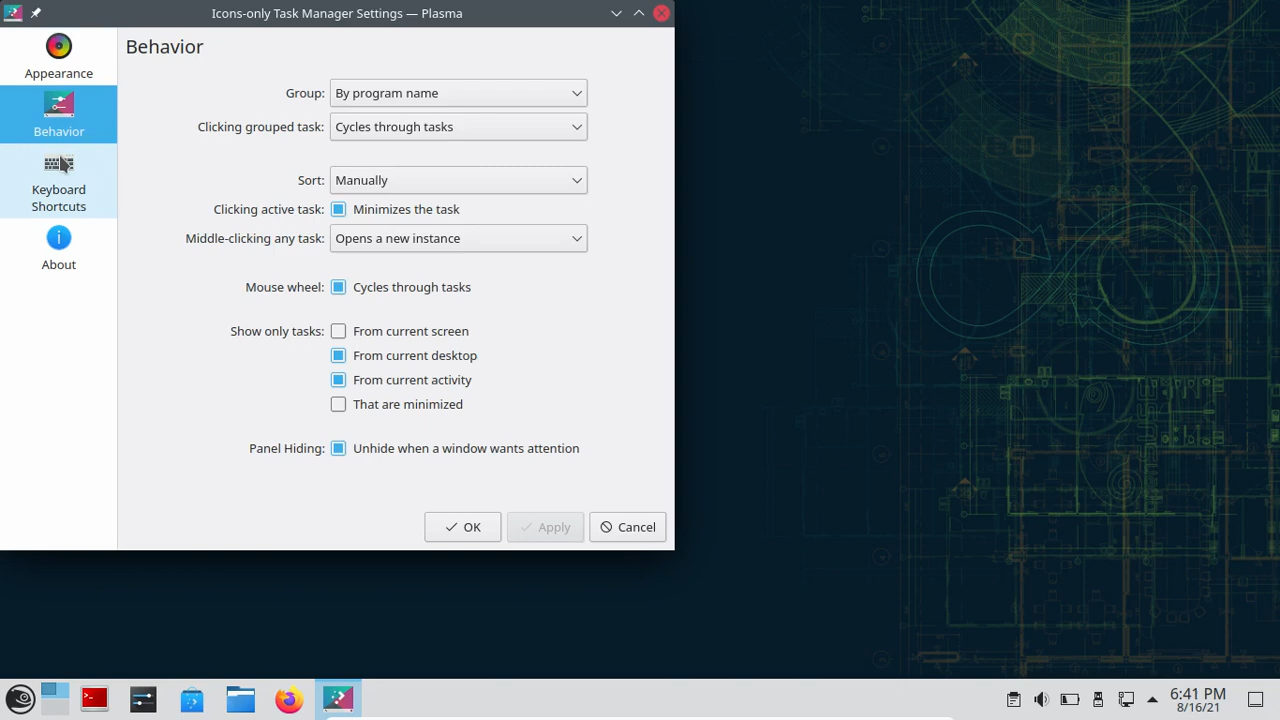 Icons-only Task Manager Settings — Plasma
Appearance
Behavior
Keyboard
Shortcuts
About
Behavior
Group: By program name
Clicking grouped task: Cycles through tasks
Sort: Manually
Clicking active task: Minimizes the task
Middle-clicking any task: Opens a new instance
Mouse wheel: Cycles through tasks
Show only tasks: From current screen
From current desktop
From current activity
That are minimized
Panel Hiding: Unhide when a window wants attention
OK Apply Cancel
6:41 PM
8/16/21